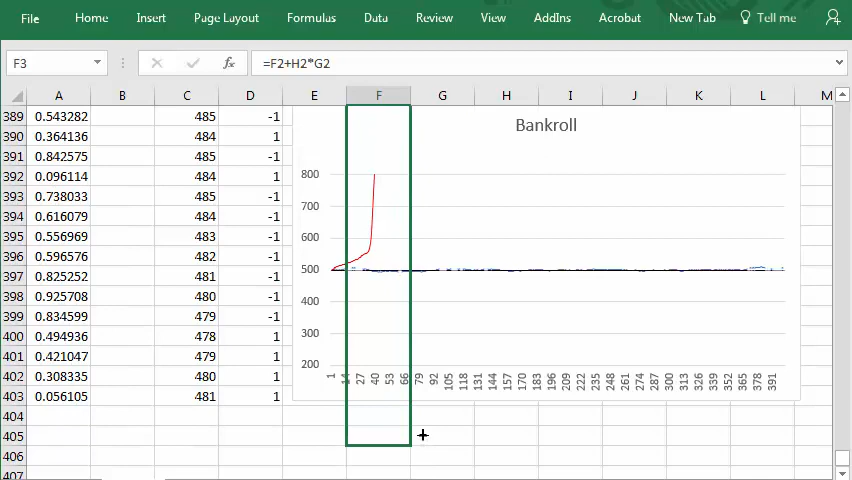 File Home Insert Page Layout Formulas Data Review View AddIns Acrobat New Tab Tell me
F3 fx =F2+H2*G2
A B C D E F G H I J K L M
389 0.543282 485 -1
390 0.364136 484 1
391 0.842575 485 -1
392 0.096114 484 1
393 0.738033 485 -1
394 0.616079 484 -1
395 0.556969 483 -1
396 0.596576 482 -1
397 0.825252 481 -1
398 0.925708 480 -1
399 0.834599 479 -1
400 0.494936 478 1
401 0.421047 479 1
402 0.308335 480 1
403 0.056105 481 1
404
405
406
407
Bankroll
800
700
600
500
400
300
200
1 14 27 40 53 66 79 92 105 118 131 144 157 170 183 196 209 222 235 248 261 274 287 300 313 326 339 352 365 378 391